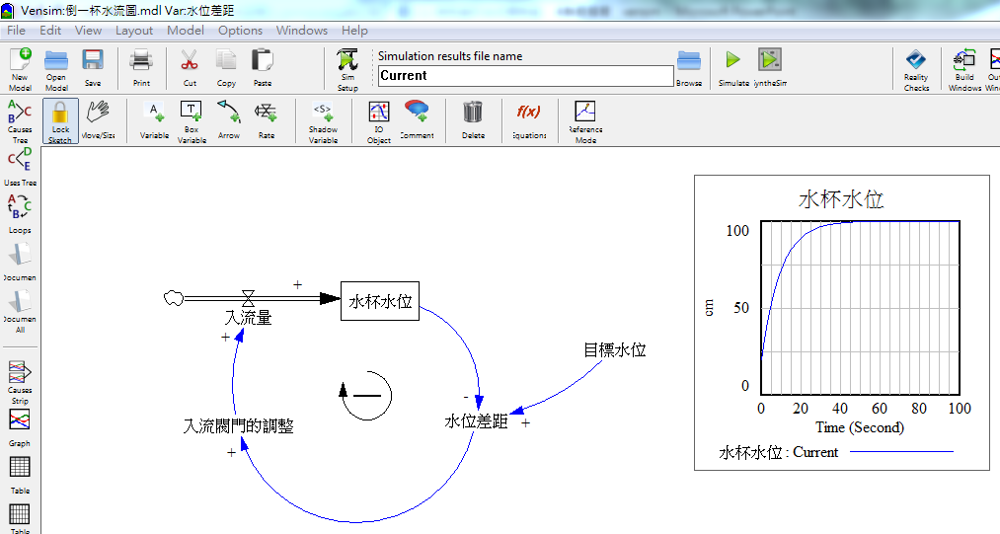 Vensim:倒一杯水流圖.mdl Var:水位差距
File Edit View Layout Model Options Windows Help
New Model
Open Model
Save
Print
Cut
Copy
Paste
Sim Setup
Simulation results file name
Current
Browse
Simulate
SyntheSim
Reality Checks
Build Windows
Causes Tree
Lock Sketch
Move/Size
Variable
Box Variable
Arrow
Rate
<S>
Shadow Variable
IO Object
Comment
Delete
f(x)
Equations
Reference Mode
Uses Tree
Loops
Documen
Documen
All
Causes Strip
Graph
Table
Table
+
水杯水位
入流量
+
目標水位
-
水位差距
+
入流閥門的調整
+
水杯水位
100
50
0
cm
0 20 40 60 80 100
Time (Second)
水杯水位 : Current